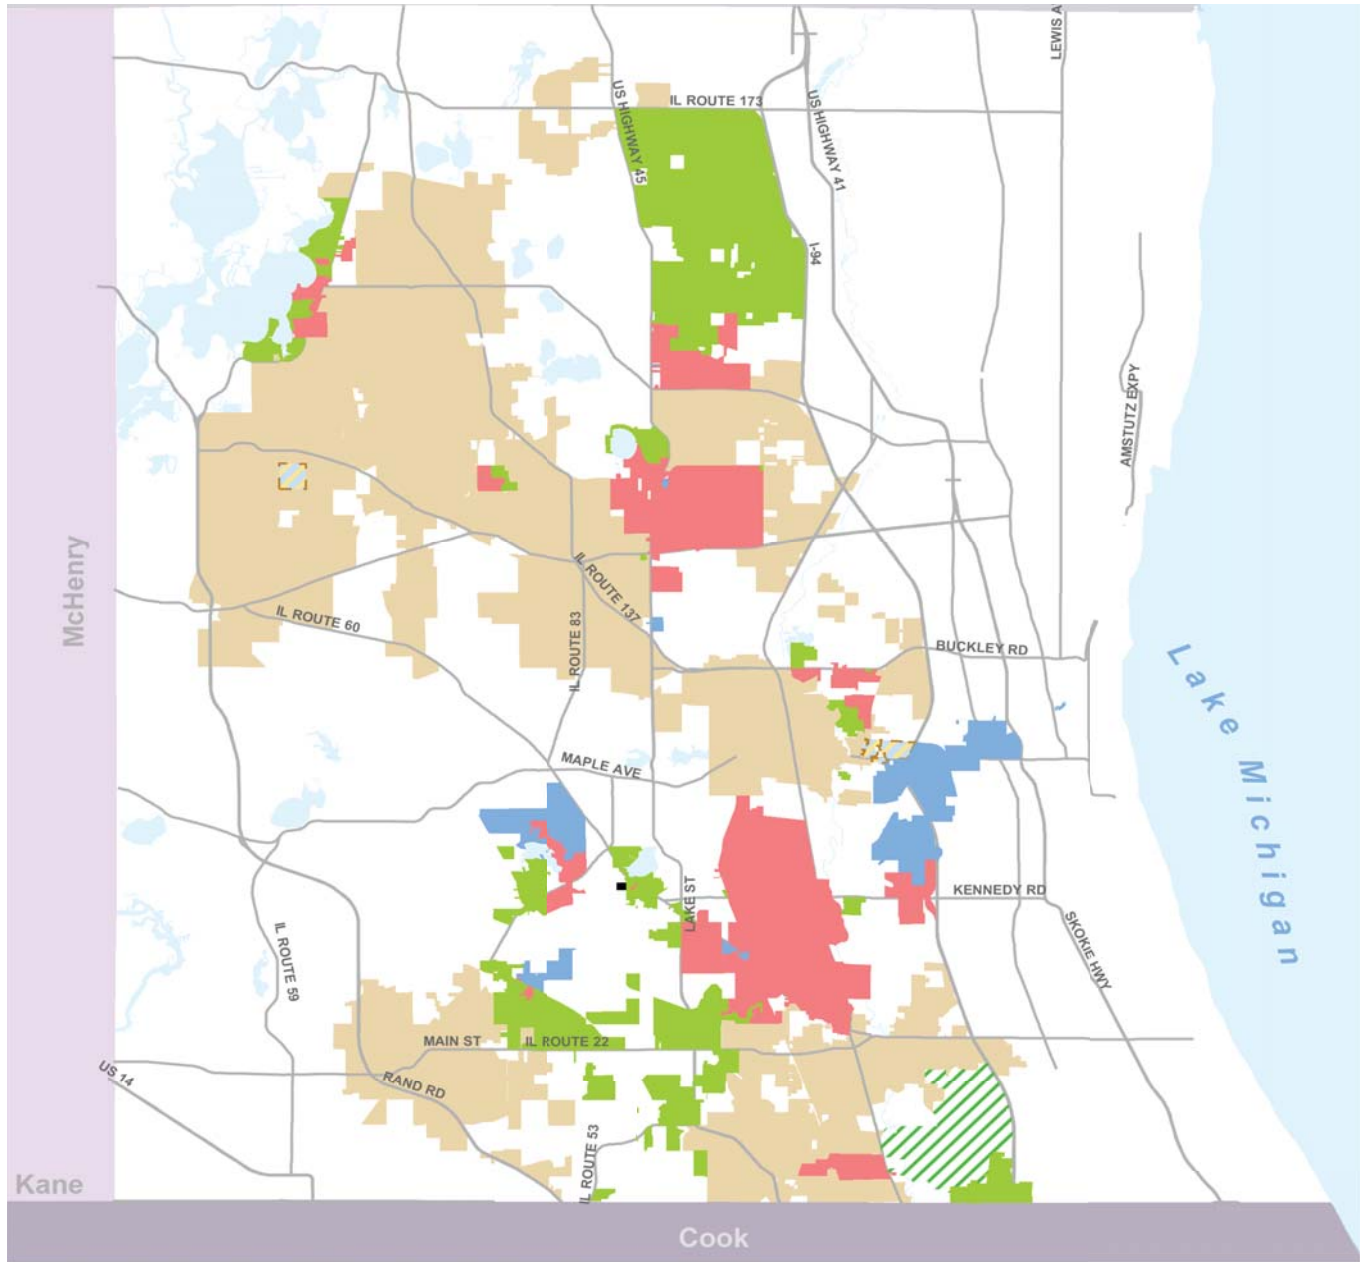 LEWIS A
IL ROUTE 173
US HIGHWAY 45
US HIGHWAY 41
I-94
AMSTUTZ EXPY
McHenry
IL ROUTE 137
IL ROUTE 60
IL ROUTE 83
BUCKLEY RD
Lake Michigan
MAPLE AVE
KENNEDY RD
LAKE ST
SKOKIE HWY
IL ROUTE 59
MAIN ST
IL ROUTE 22
US 14
RAND RD
IL ROUTE 53
Kane
Cook